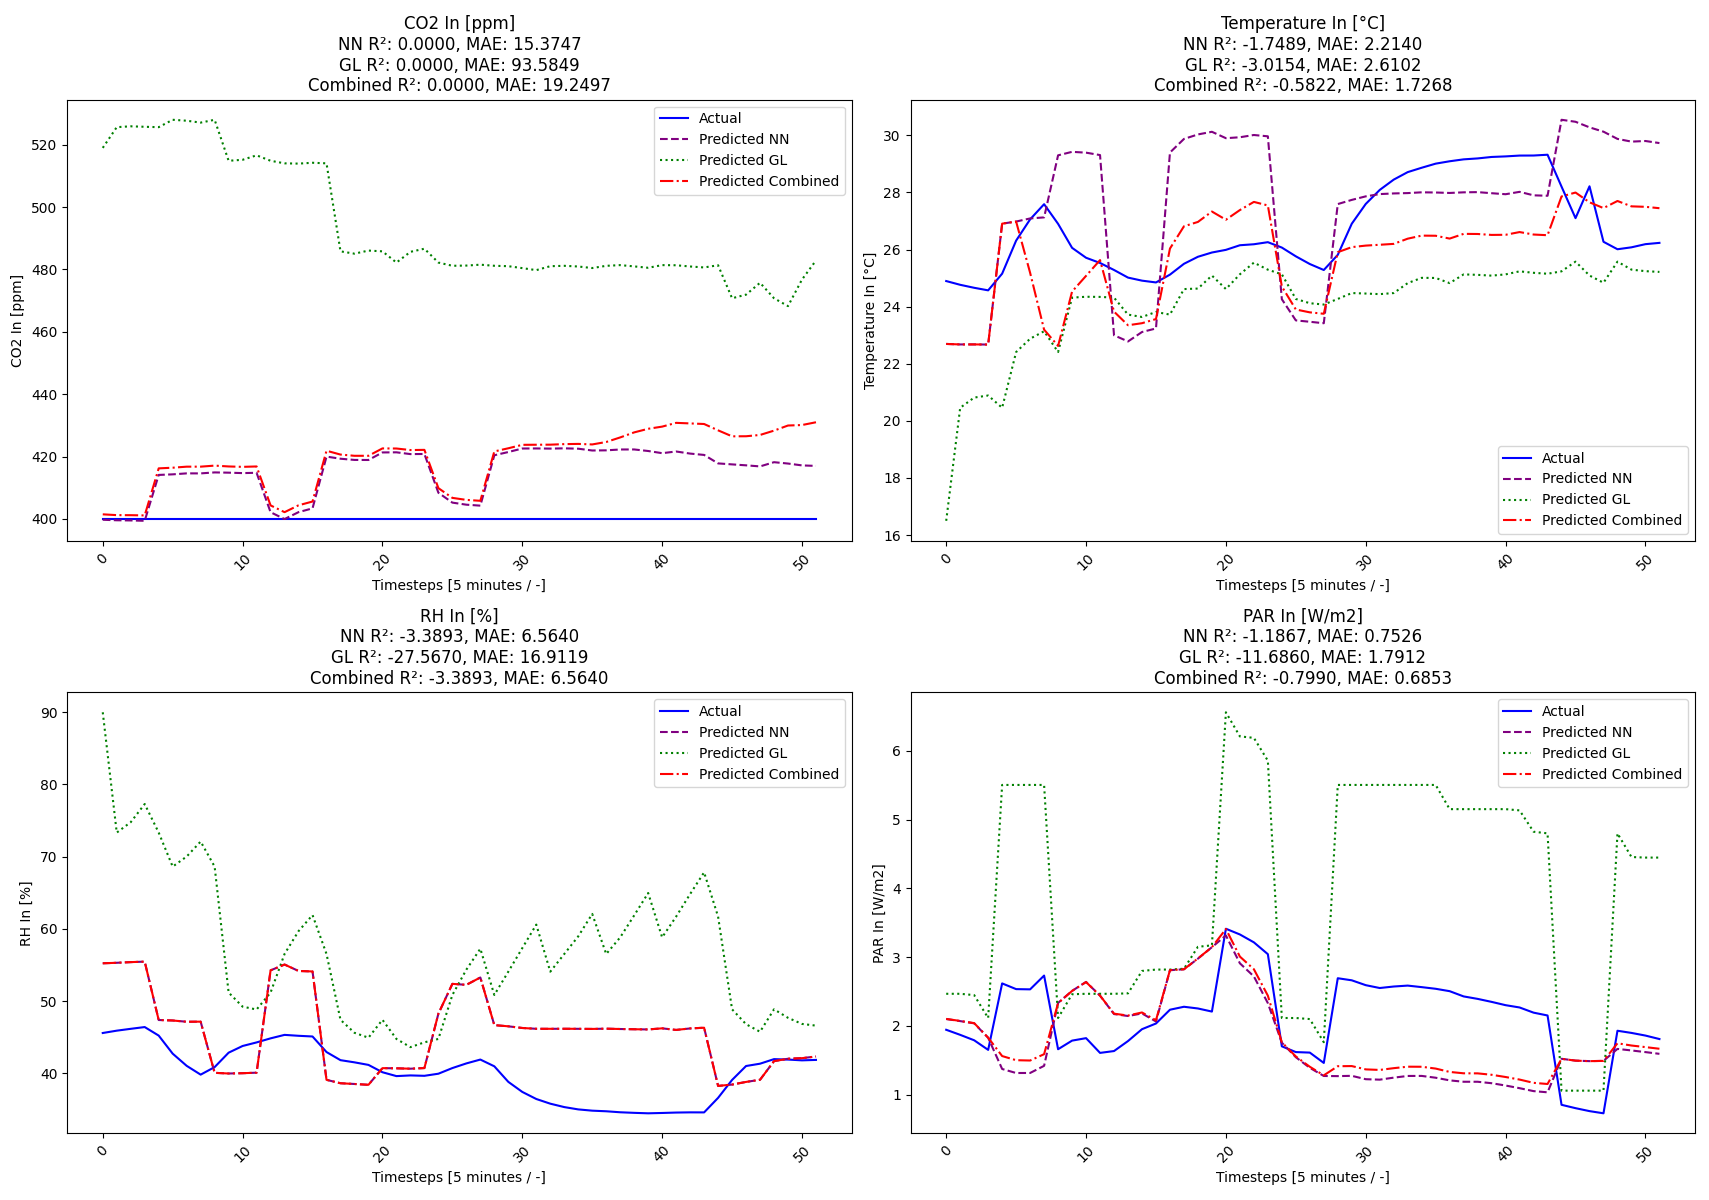 CO2 In [ppm]
NN R²: 0.0000, MAE: 15.3747
GL R²: 0.0000, MAE: 93.5849
Combined R²: 0.0000, MAE: 19.2497
520
500
480
460
440
420
400
CO2 In [ppm]
Actual
Predicted NN
Predicted GL
Predicted Combined
0
10
20
30
40
50
Timesteps [5 minutes / -]
Temperature In [°C]
NN R²: -1.7489, MAE: 2.2140
GL R²: -3.0154, MAE: 2.6102
Combined R²: -0.5822, MAE: 1.7268
30
28
26
24
22
20
18
16
Temperature In [°C]
Actual
Predicted NN
Predicted GL
Predicted Combined
0
10
20
30
40
50
Timesteps [5 minutes / -]
RH In [%]
NN R²: -3.3893, MAE: 6.5640
GL R²: -27.5670, MAE: 16.9119
Combined R²: -3.3893, MAE: 6.5640
90
80
70
60
50
40
RH In [%]
Actual
Predicted NN
Predicted GL
Predicted Combined
0
10
20
30
40
50
Timesteps [5 minutes / -]
PAR In [W/m2]
NN R²: -1.1867, MAE: 0.7526
GL R²: -11.6860, MAE: 1.7912
Combined R²: -0.7990, MAE: 0.6853
6
5
4
3
2
1
PAR In [W/m2]
Actual
Predicted NN
Predicted GL
Predicted Combined
0
10
20
30
40
50
Timesteps [5 minutes / -]